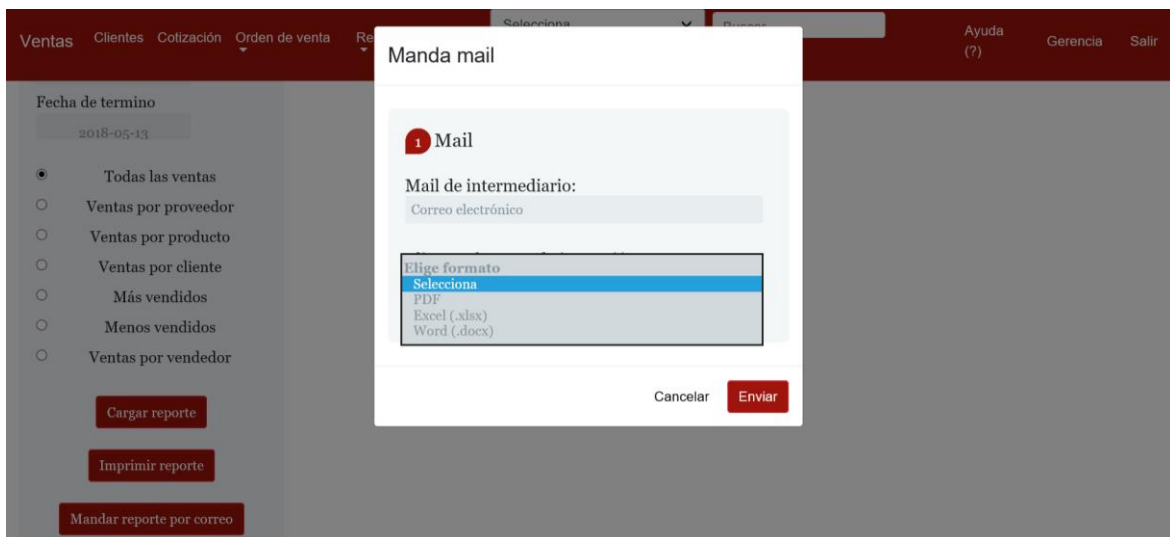 Ventas Clientes Cotización Orden de venta Re Selecciona Buscar Ayuda (?) Gerencia Salir
Fecha de termino
2018-05-13
Todas las ventas
Ventas por proveedor
Ventas por producto
Ventas por cliente
Más vendidos
Menos vendidos
Ventas por vendedor
Cargar reporte
Imprimir reporte
Mandar reporte por correo
Manda mail
1 Mail
Mail de intermediario:
Correo electrónico
Elige formato
Selecciona
PDF
Excel (.xlsx)
Word (.docx)
Cancelar Enviar